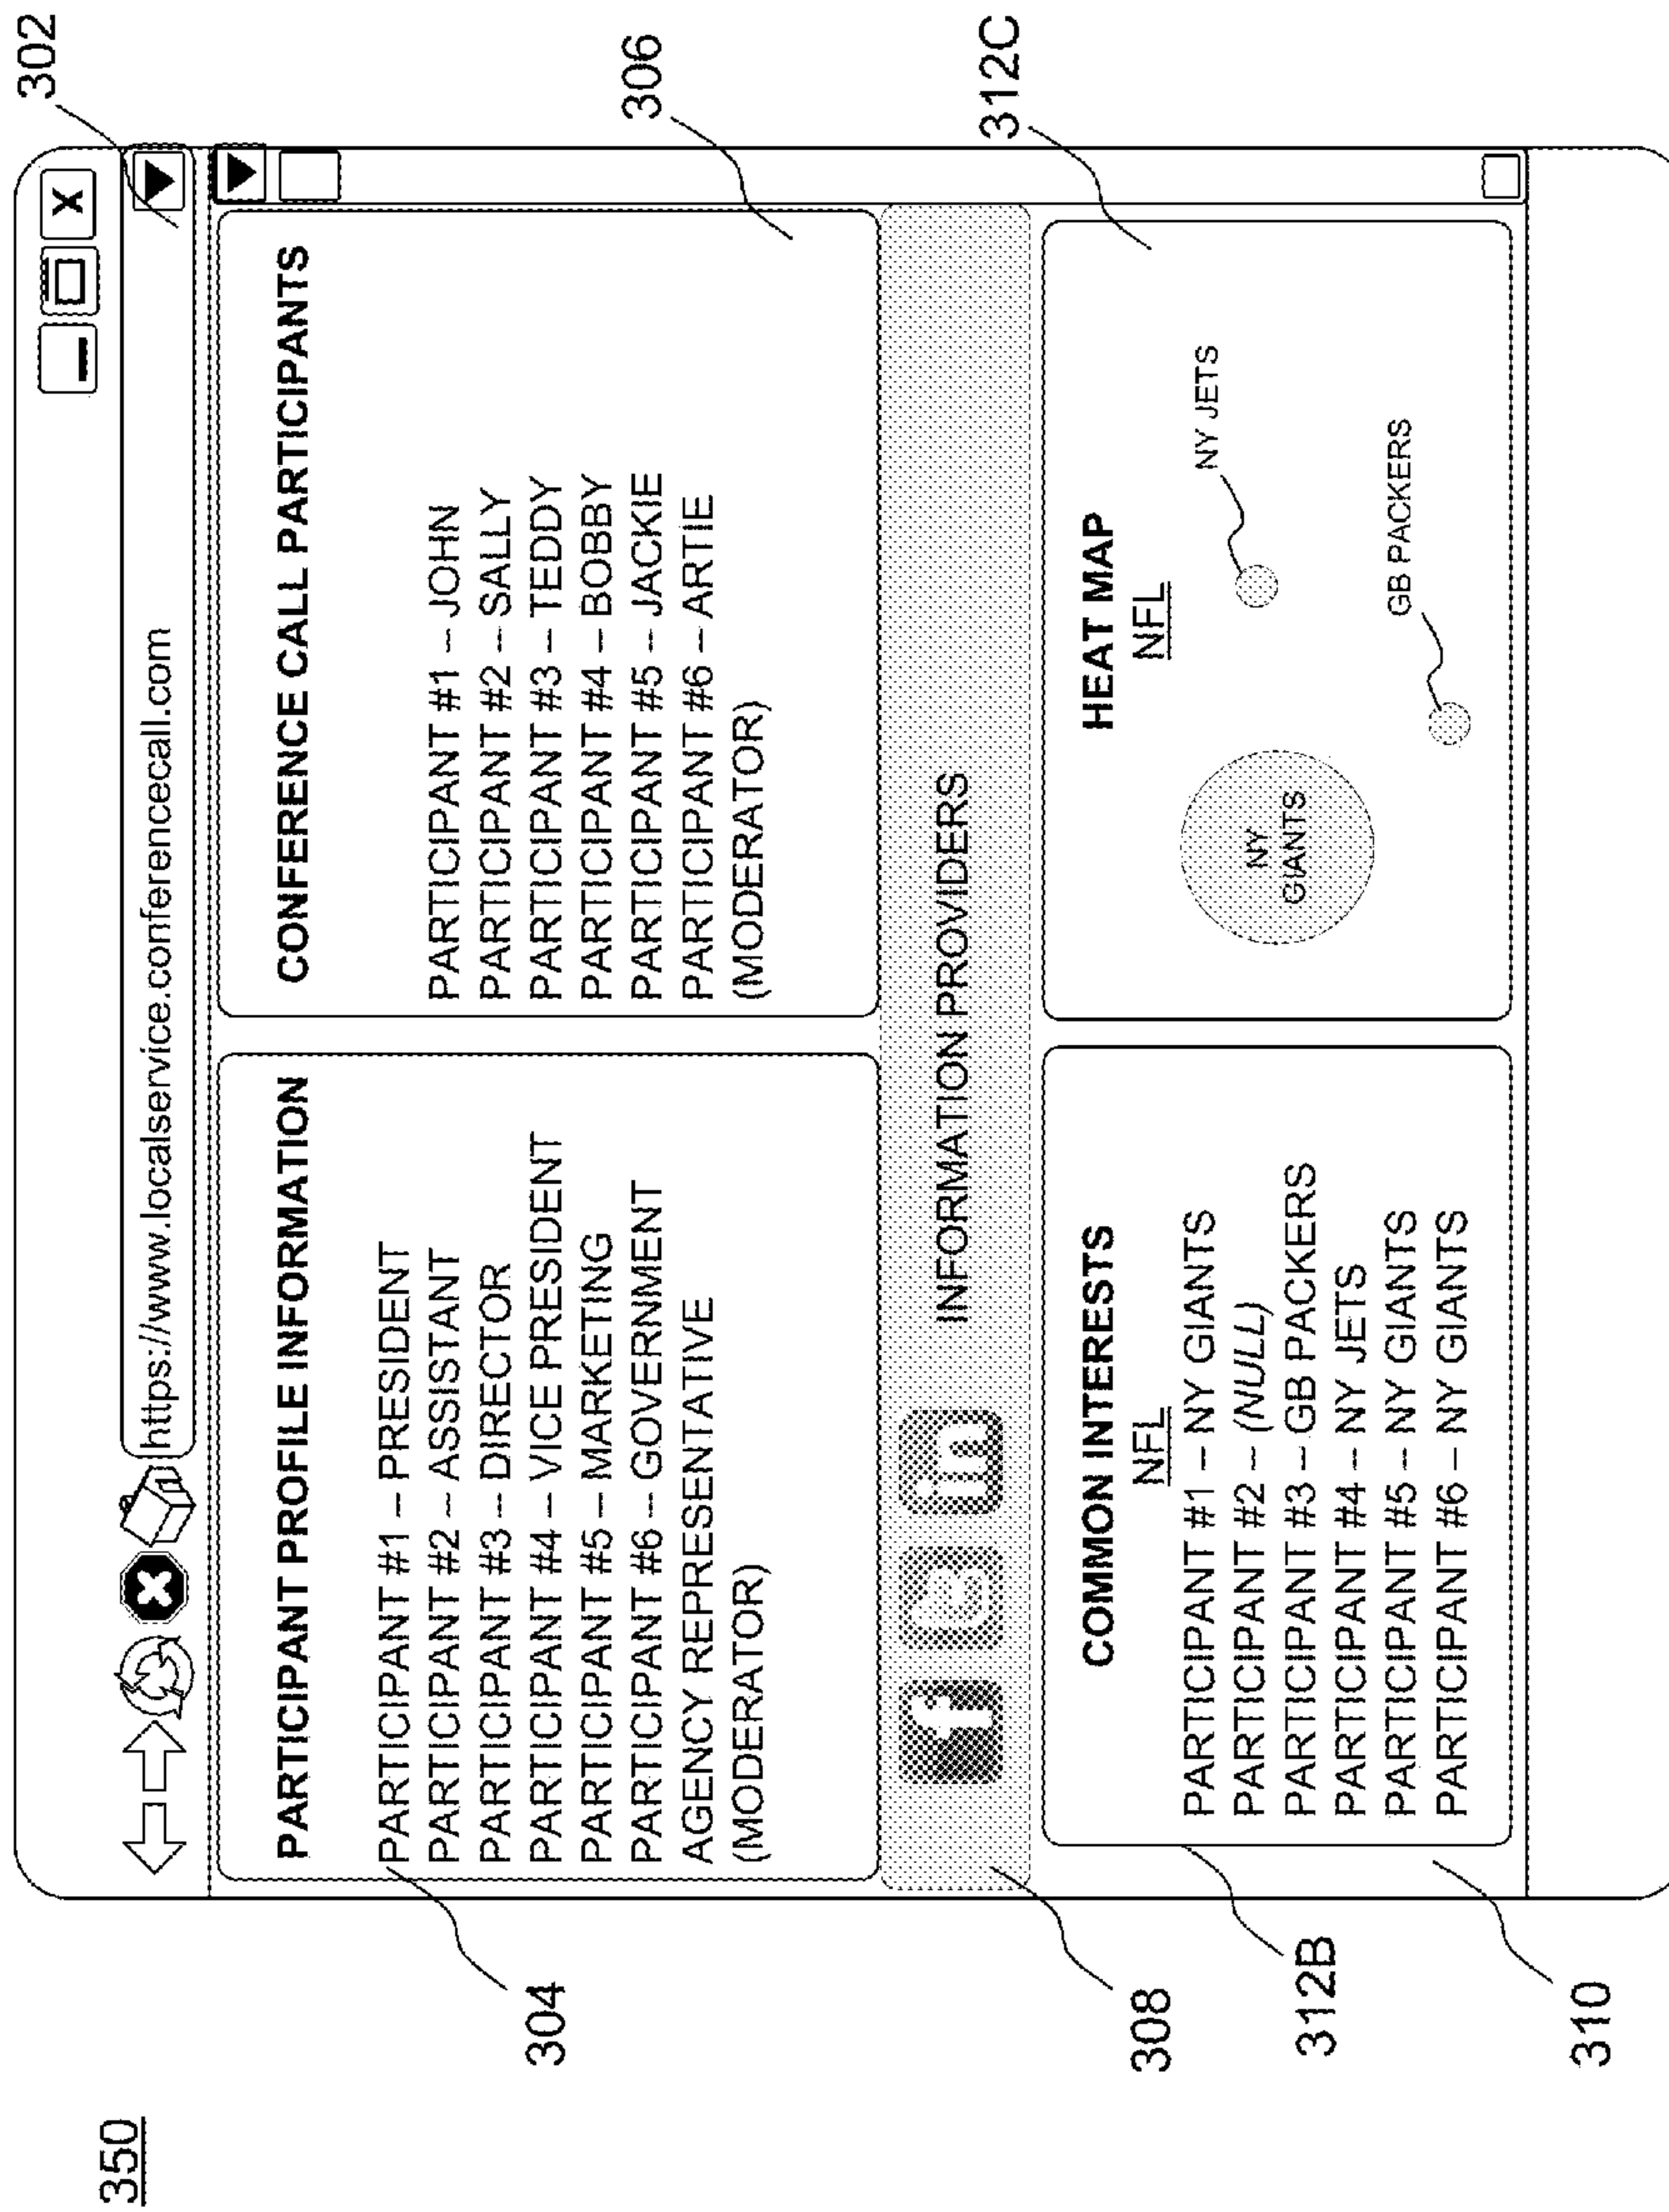 350
302
X
https://www.localservice.conferencecall.com
PARTICIPANT PROFILE INFORMATION
PARTICIPANT #1 -- PRESIDENT
PARTICIPANT #2 -- ASSISTANT
PARTICIPANT #3 -- DIRECTOR
PARTICIPANT #4 -- VICE PRESIDENT
PARTICIPANT #5 -- MARKETING
PARTICIPANT #6 -- GOVERNMENT
AGENCY REPRESENTATIVE
(MODERATOR)
304
CONFERENCE CALL PARTICIPANTS
PARTICIPANT #1 -- JOHN
PARTICIPANT #2 -- SALLY
PARTICIPANT #3 -- TEDDY
PARTICIPANT #4 -- BOBBY
PARTICIPANT #5 -- JACKIE
PARTICIPANT #6 -- ARTIE
(MODERATOR)
306
f
in
INFORMATION PROVIDERS
308
COMMON INTERESTS
NFL
PARTICIPANT #1 -- NY GIANTS
PARTICIPANT #2 -- (NULL)
PARTICIPANT #3 -- GB PACKERS
PARTICIPANT #4 -- NY JETS
PARTICIPANT #5 -- NY GIANTS
PARTICIPANT #6 -- NY GIANTS
312B
310
HEAT MAP
NFL
NY
GIANTS
NY JETS
GB PACKERS
312C